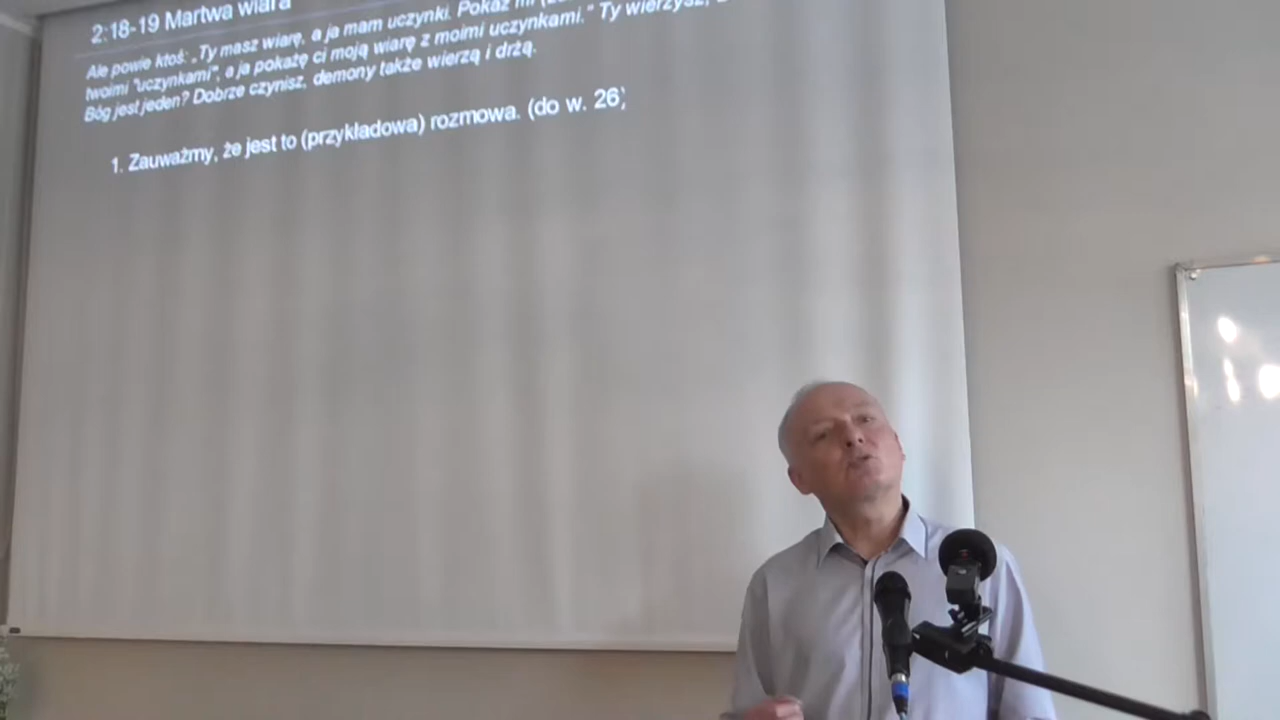 2:18-19 Martwa wiara
Ale powie ktoś: „Ty masz wiarę, a ja mam uczynki. Pokaż mi
twoimi "uczynkami", a ja pokażę ci moją wiarę z moimi uczynkami.” Ty wierzysz,
Bóg jest jeden? Dobrze czynisz, demony także wierzą i drżą.
1. Zauważmy, że jest to (przykładowa) rozmowa. (do w. 26)